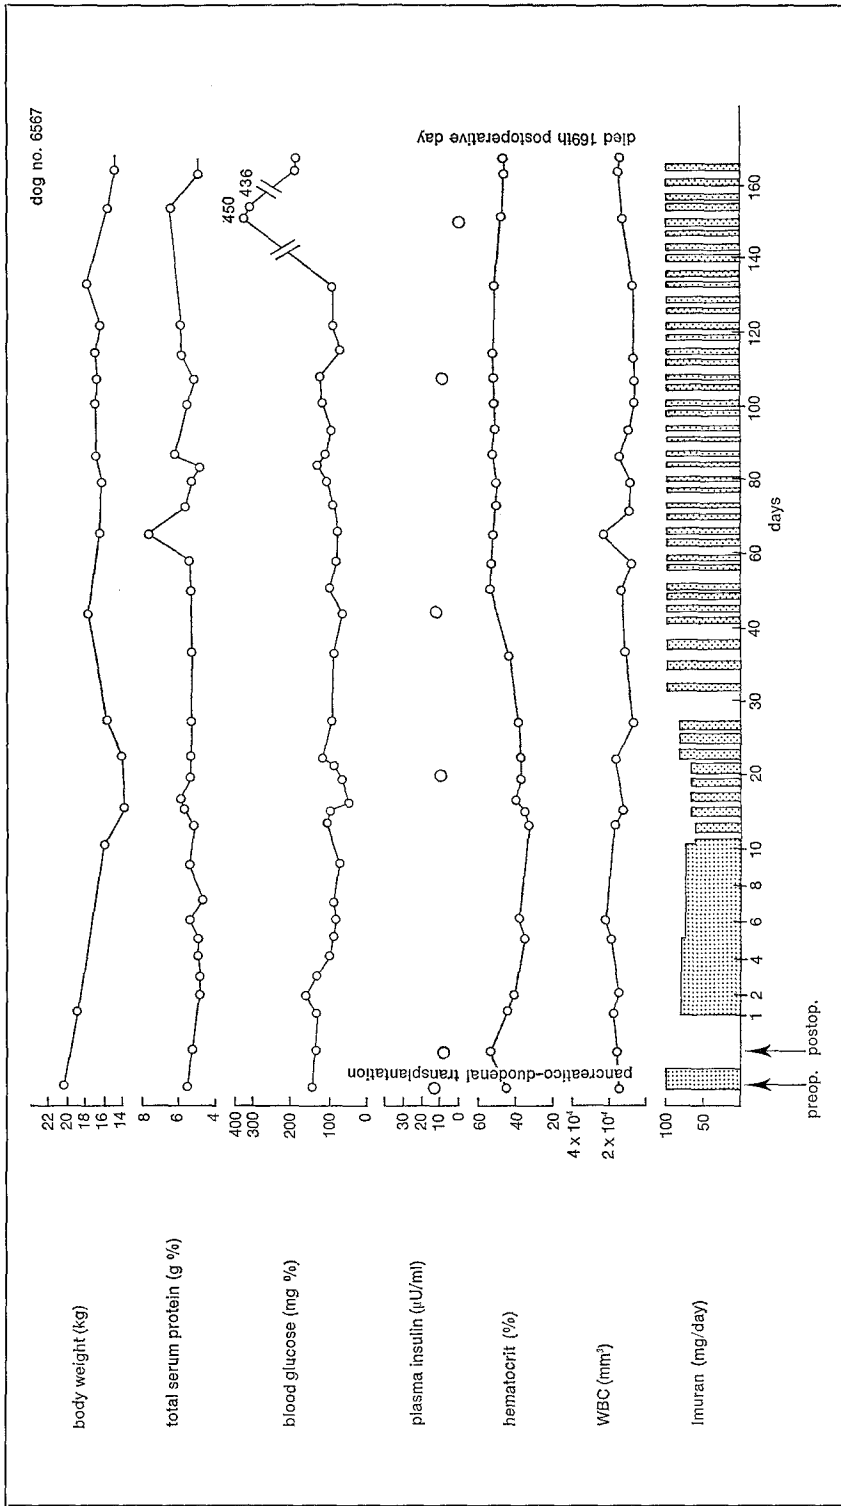 dog no. 6567
body weight (kg)
22
20
18
16
14
total serum protein (g %)
8
6
4
blood glucose (mg %)
400
300
200
100
0
450
436
plasma insulin (μU/ml)
30
20
10
0
pancreatico-duodenal transplantation
hematocrit (%)
60
40
died 169th postoperative
day
WBC (mm³)
4 x 10⁴
2 x 10⁴
Imuran (mg/day)
100
50
1 2 4 6 8 10 20 30 40 60 80 100 120 140 160
days
preop. postop.